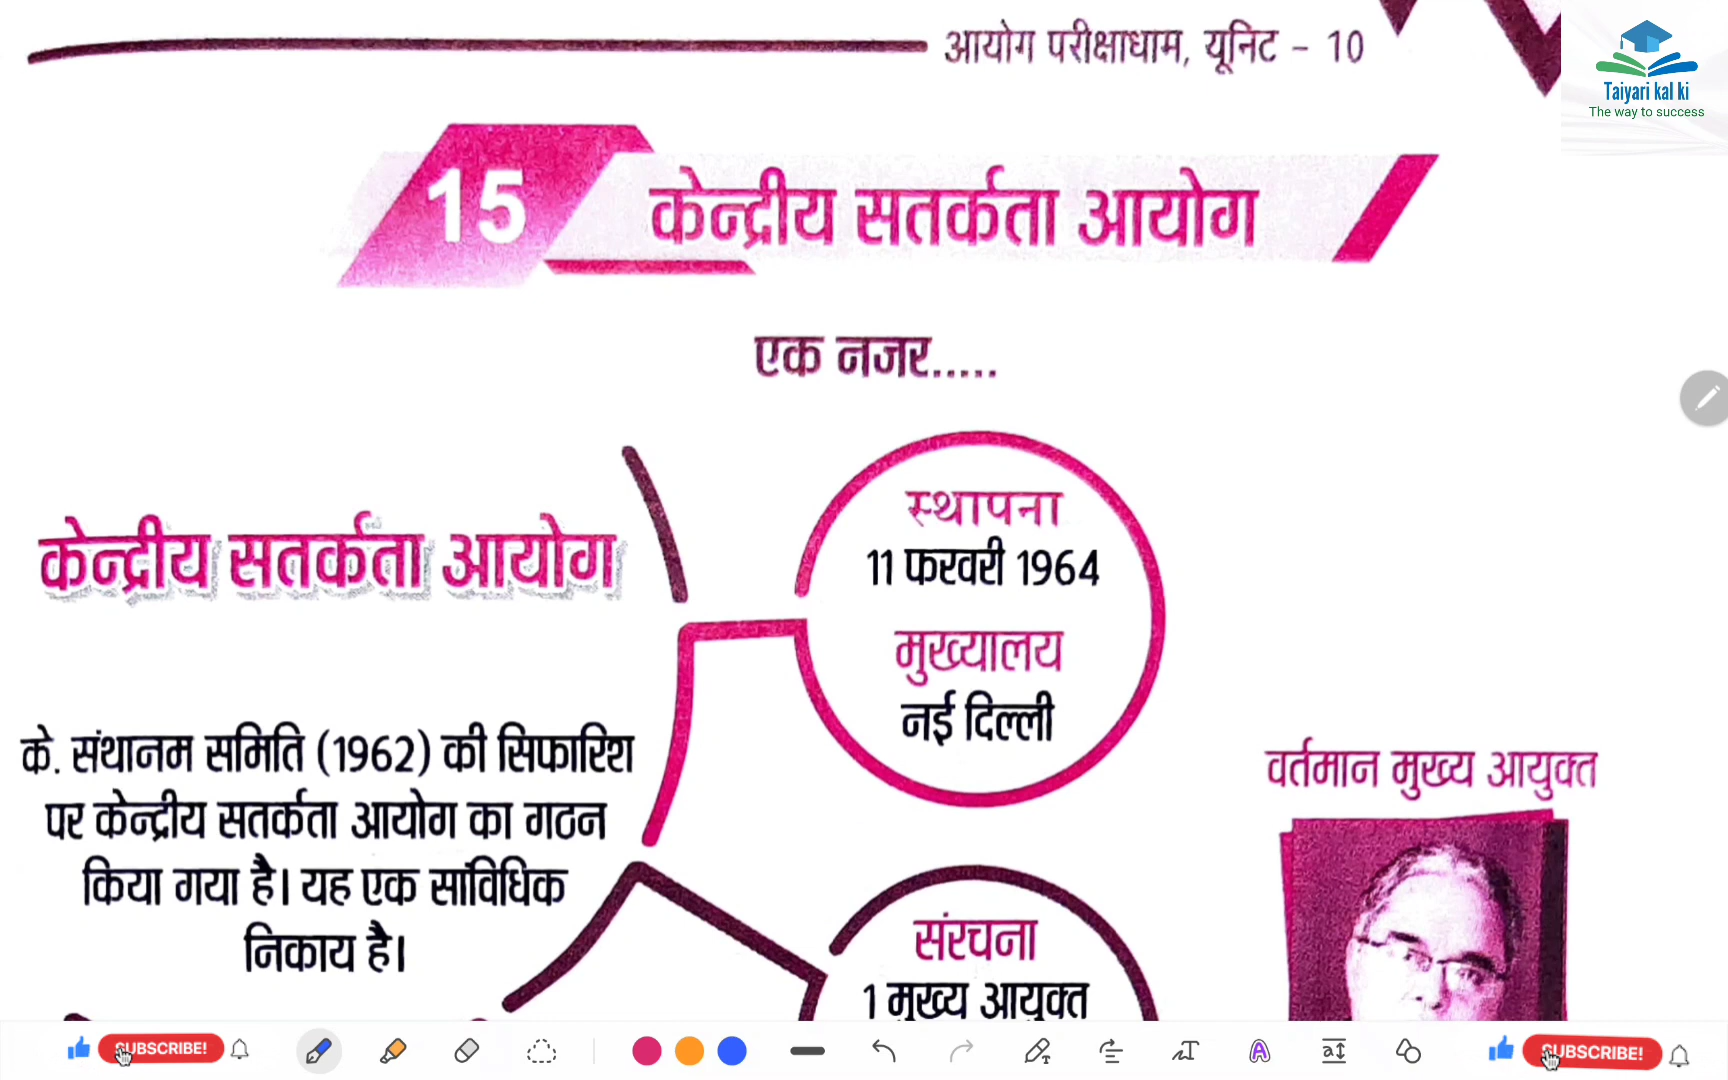 आयोग परीक्षाधाम, यूनिट - 10
Taiyari kal ki
The way to success
15 केन्द्रीय सतर्कता आयोग
एक नजर.....
केन्द्रीय सतर्कता आयोग
स्थापना
11 फरवरी 1964
मुख्यालय
नई दिल्ली
के. संथानम समिति (1962) की सिफारिश
पर केन्द्रीय सतर्कता आयोग का गठन
किया गया है। यह एक सांविधिक
निकाय है।
वर्तमान मुख्य आयुक्त
संरचना
1 मुख्य आयुक्त
SUBSCRIBE!
SUBSCRIBE!